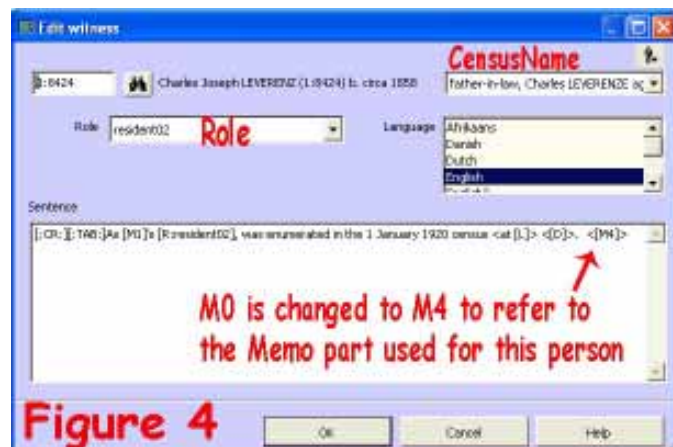 Edit witness
CensusName
1:8424 Charles Joseph LEVERENZ (1:8424) b. circa 1858
father-in-law, Charles LEVERENZE ag
Role resident02 Role
Language Afrikaans
Danish
Dutch
English
Sentence
[:CR:][:TAB:]As [M1]'s [R:resident02], was enumerated in the 1 January 1920 census <at [L]> <[D]>. <[M4]>
M0 is changed to M4 to refer to
the Memo part used for this person
Figure 4
OK Cancel Help